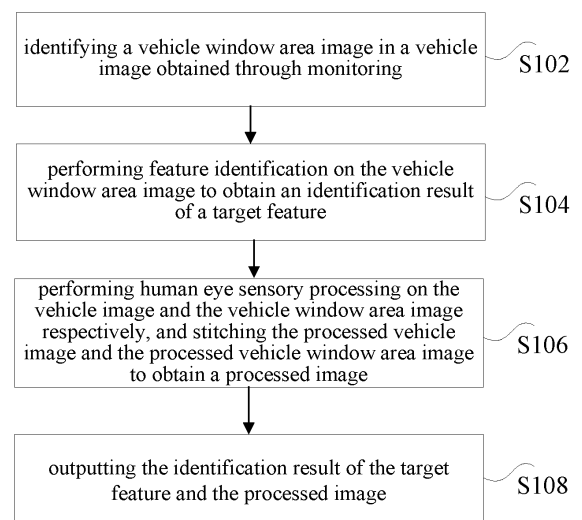 identifying a vehicle window area image in a vehicle
image obtained through monitoring
S102
performing feature identification on the vehicle
window area image to obtain an identification result
of a target feature
S104
performing human eye sensory processing on the
vehicle image and the vehicle window area image
respectively, and stitching the processed vehicle
image and the processed vehicle window area image
to obtain a processed image
S106
outputting the identification result of the target
feature and the processed image
S108